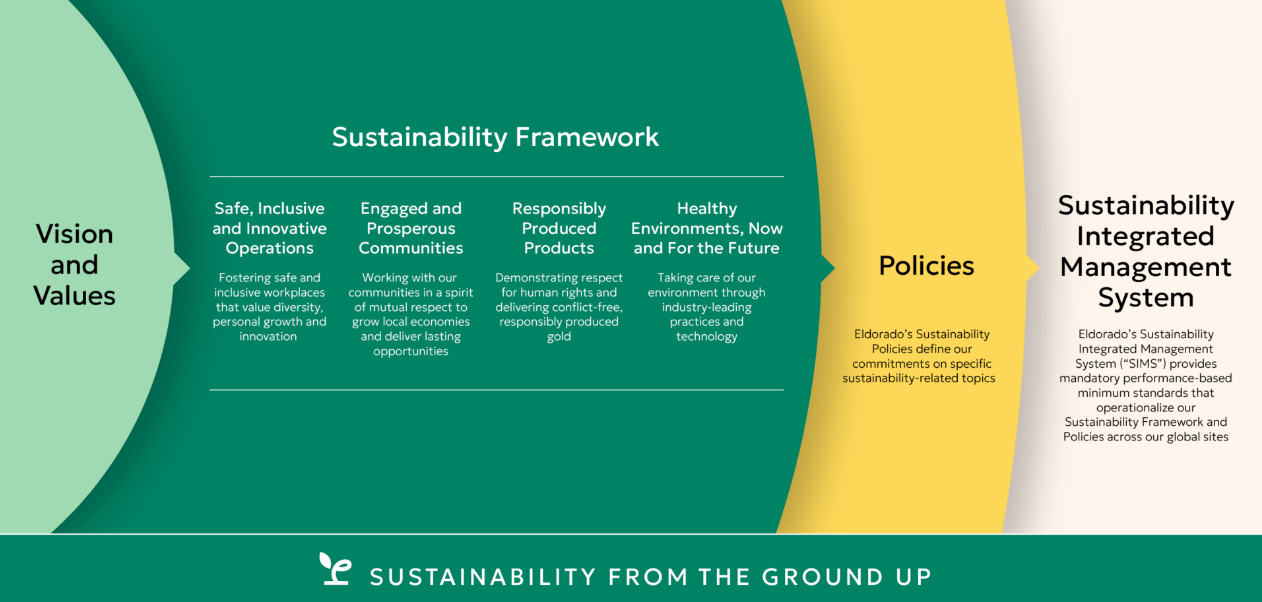 Vision
and
Values
Sustainability Framework
Safe, Inclusive
and Innovative
Operations
Fostering safe and
inclusive workplaces
that value diversity,
personal growth and
innovation
Engaged and
Prosperous
Communities
Working with our
communities in a spirit
of mutual respect to
grow local economies
and deliver lasting
opportunities
Responsibly
Produced
Products
Demonstrating respect
for human rights and
delivering conflict-free,
responsibly produced
gold
Healthy
Environments, Now
and For the Future
Taking care of our
environment through
industry-leading
practices and
technology
Policies
Eldorado’s Sustainability
Policies define our
commitments on specific
sustainability-related topics
Sustainability
Integrated
Management
System
Eldorado’s Sustainability
Integrated Management
System (“SIMS”) provides
mandatory performance-based
minimum standards that
operationalize our
Sustainability Framework and
Policies across our global sites
SUSTAINABILITY FROM THE GROUND UP